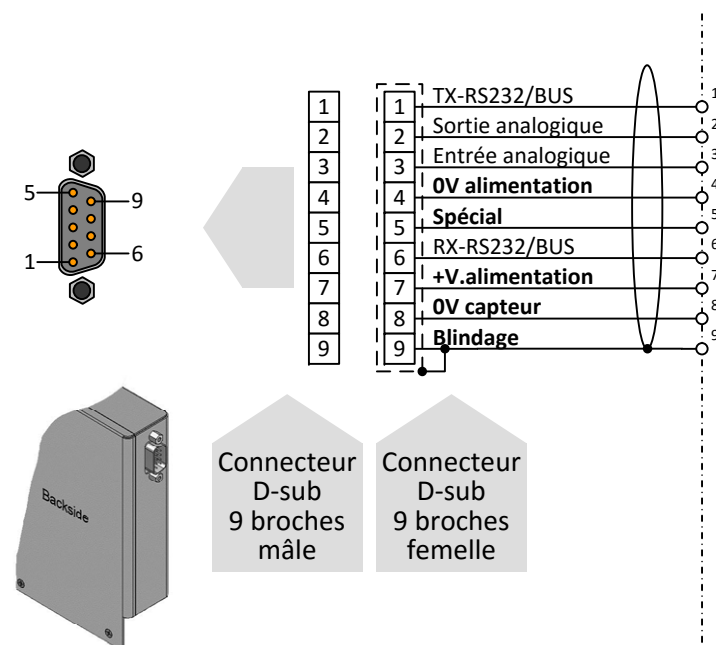 5
9
1
6
1
2
3
4
5
6
7
8
9
1 TX-RS232/BUS 1
2 Sortie analogique 2
3 Entrée analogique 3
4 0V alimentation 4
5 Spécial 5
6 RX-RS232/BUS 6
7 +V.alimentation 7
8 0V capteur 8
9 Blindage 9
Backside
Connecteur
D-sub
9 broches
mâle
Connecteur
D-sub
9 broches
femelle